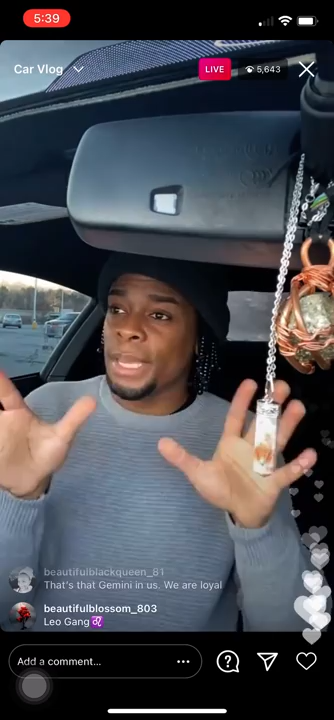 5:39
Car Vlog
LIVE
5,643
beautifulblackqueen_81
That's that Gemini in us. We are loyal
beautifulblossom_803
Leo Gang♌
Add a comment...